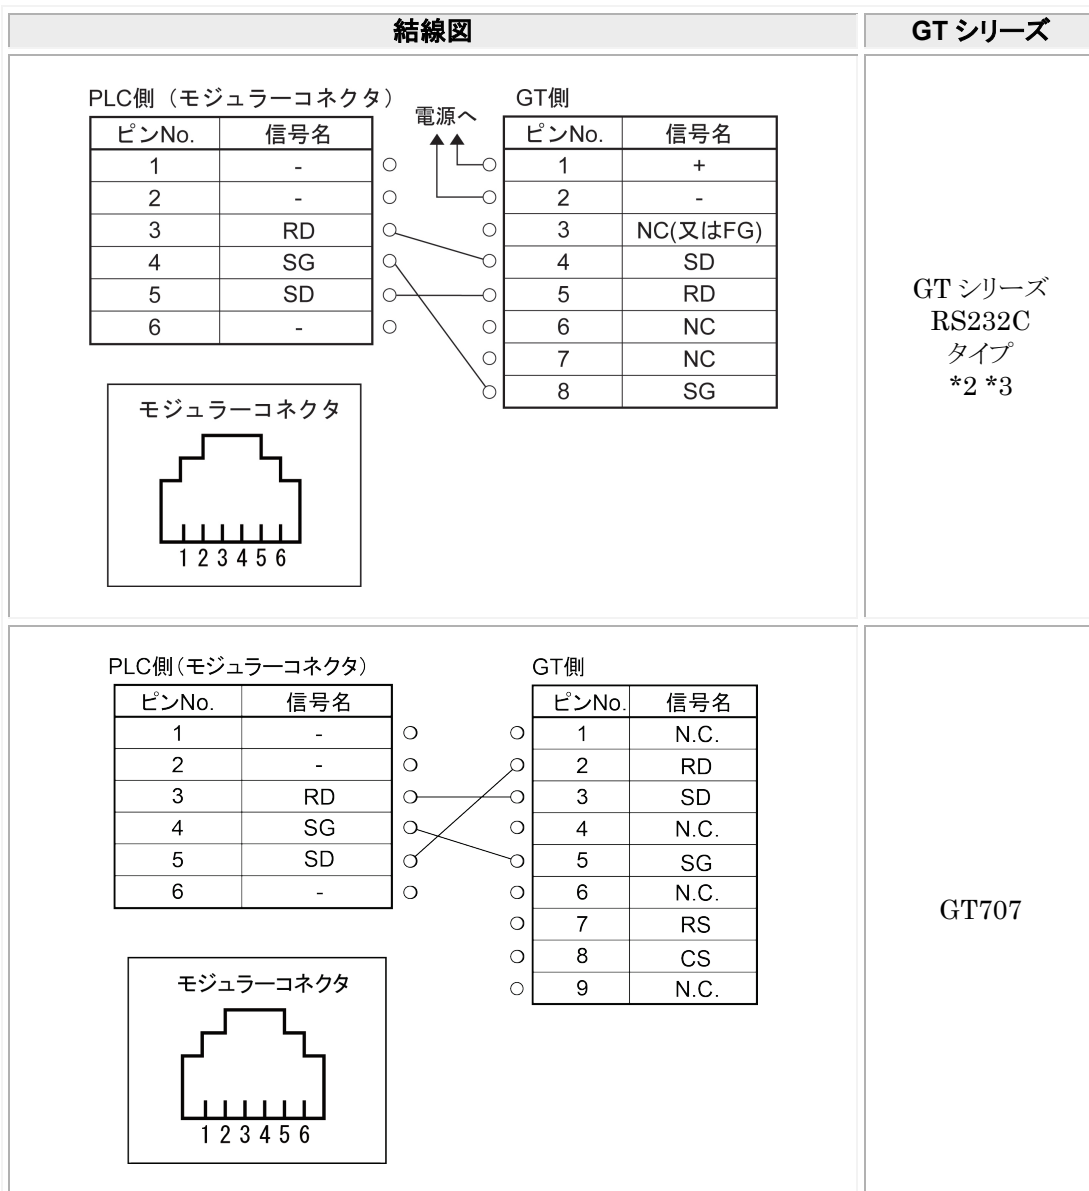 結線図 GT シリーズ
PLC側（モジュラーコネクタ）
電源へ
GT側
ピンNo. 信号名
1 -
2 -
3 RD
4 SG
5 SD
6 -
ピンNo. 信号名
1 +
2 -
3 NC(又はFG)
4 SD
5 RD
6 NC
7 NC
8 SG
モジュラーコネクタ
1 2 3 4 5 6
GT シリーズ
RS232C
タイプ
*2 *3
PLC側（モジュラーコネクタ）
GT側
ピンNo. 信号名
1 -
2 -
3 RD
4 SG
5 SD
6 -
ピンNo. 信号名
1 N.C.
2 RD
3 SD
4 N.C.
5 SG
6 N.C.
7 RS
8 CS
9 N.C.
モジュラーコネクタ
1 2 3 4 5 6
GT707